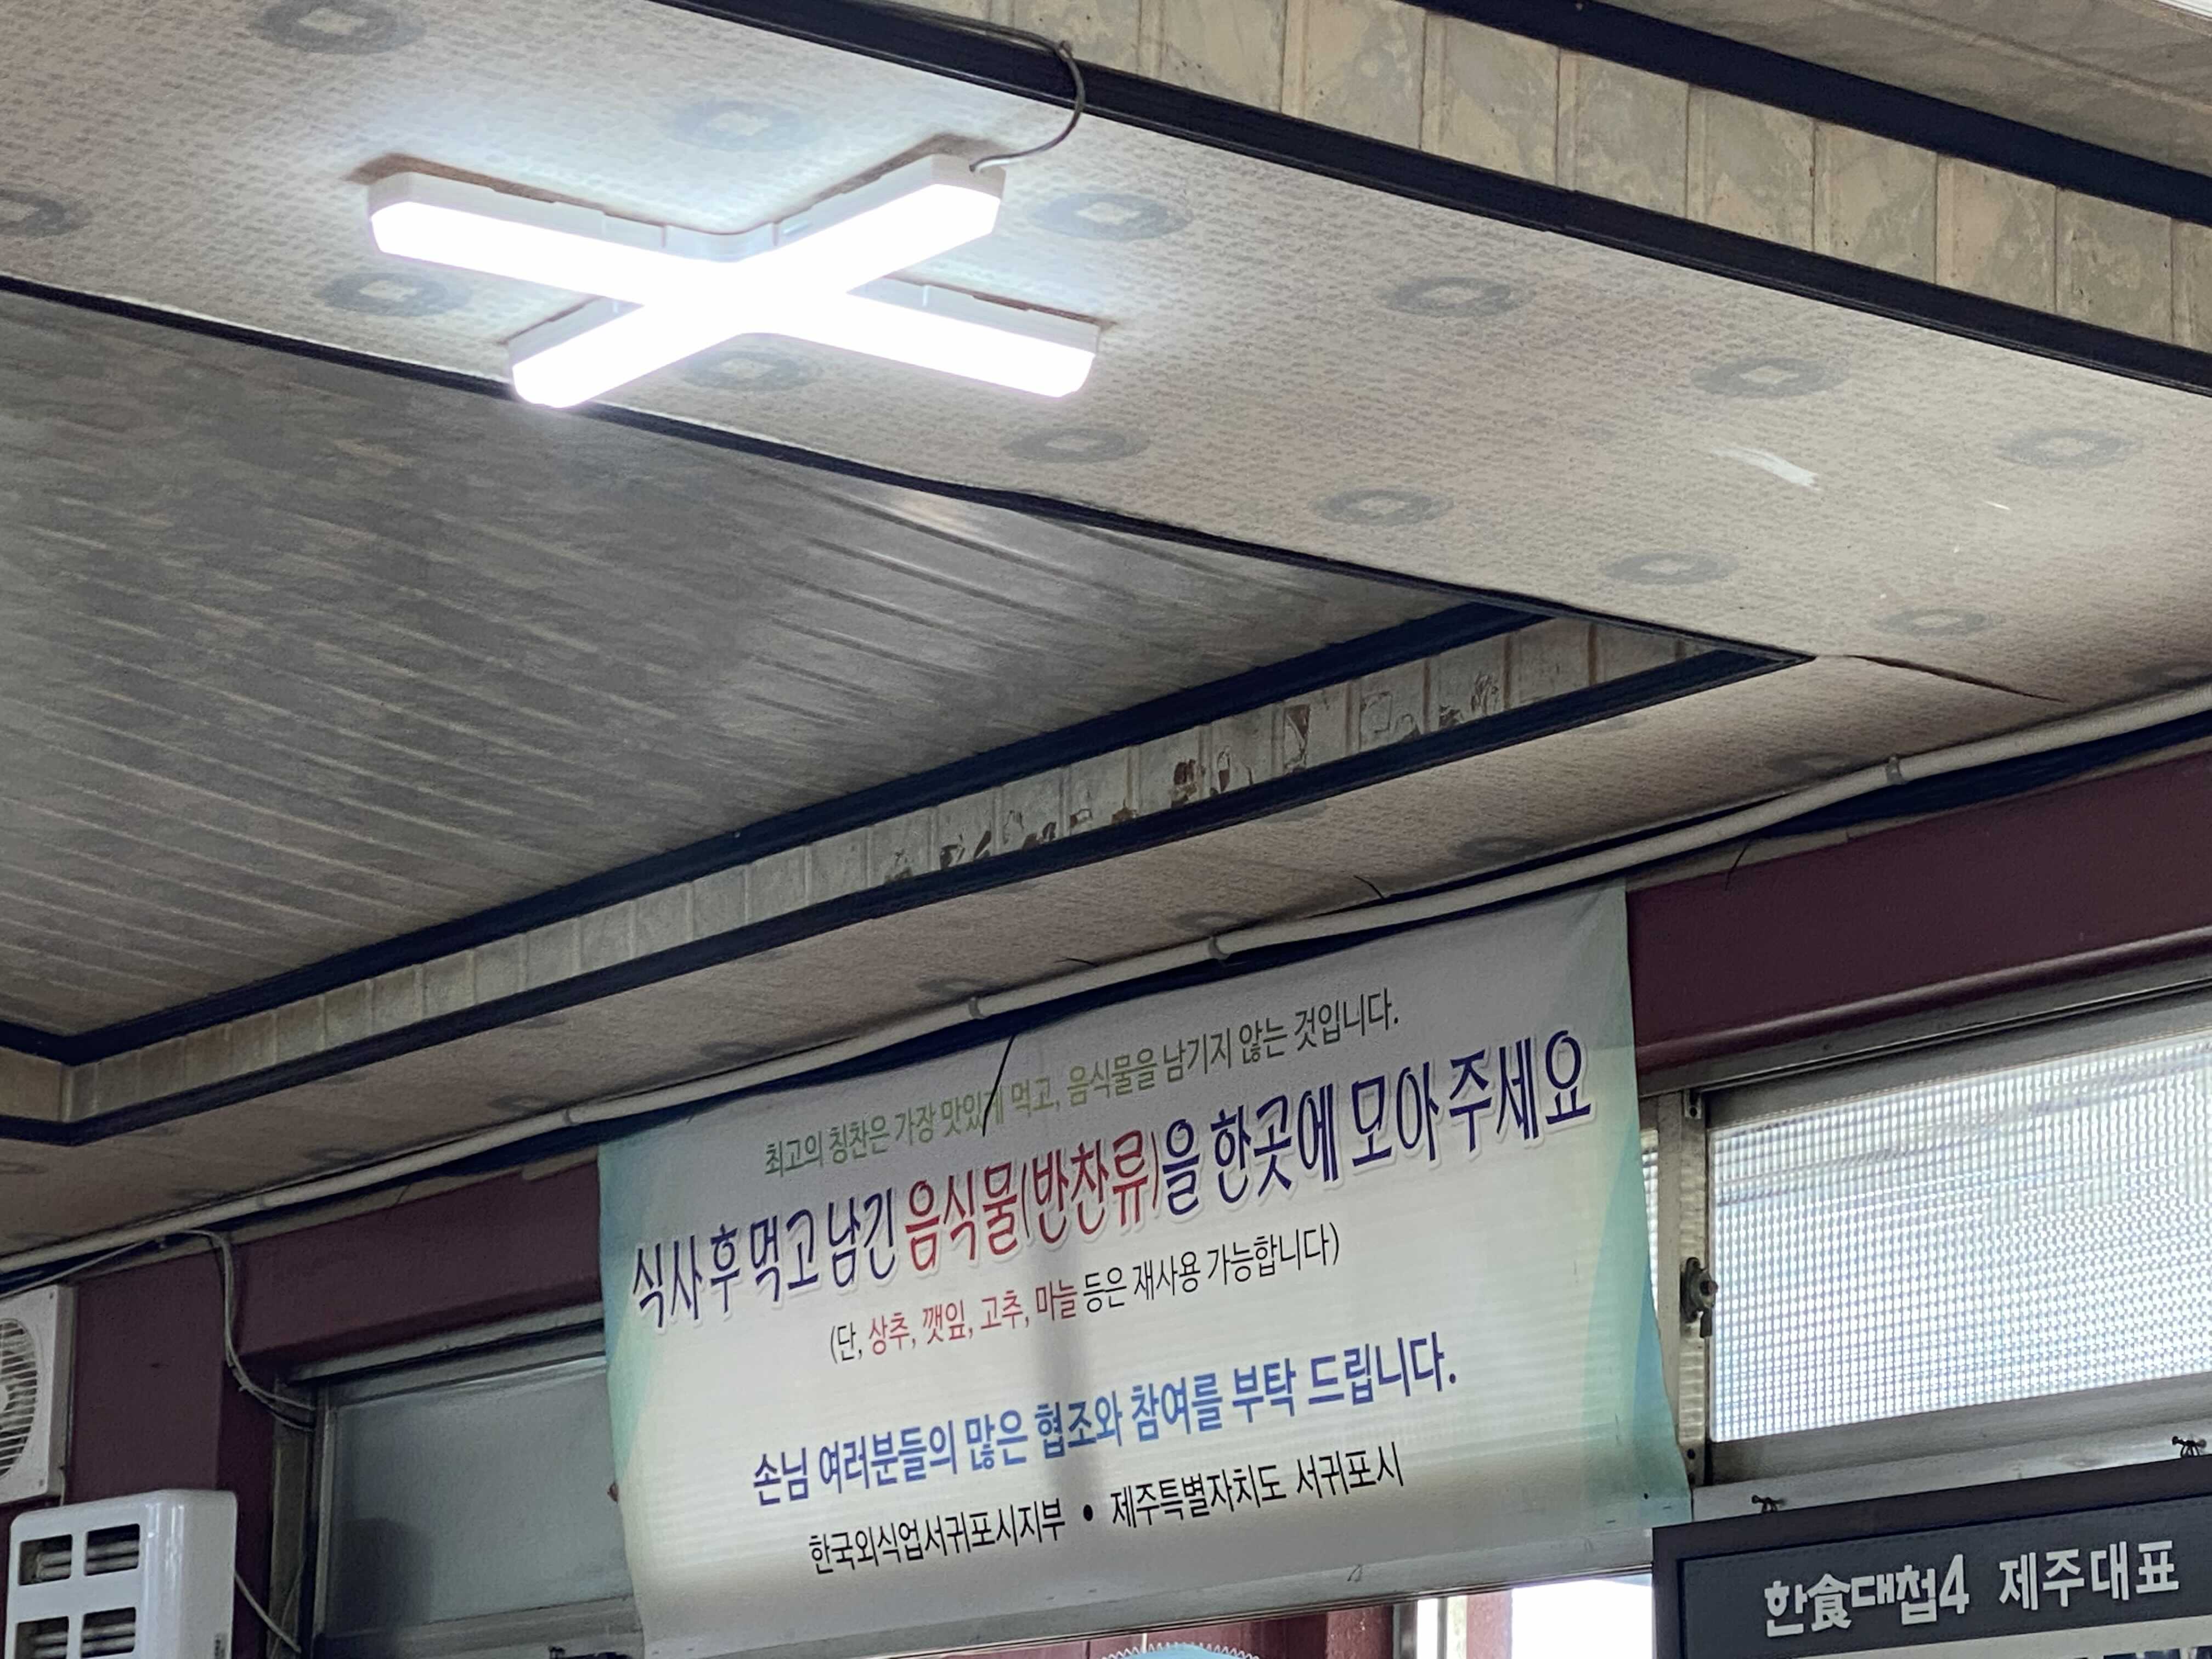 최고의 칭찬은 가장 맛있게 먹고, 음식물을 남기지 않는 것입니다.
식사 후 먹고 남긴 음식물(반찬류)을 한곳에 모아 주세요
(단, 상추, 깻잎, 고추, 마늘 등은 재사용 가능합니다)
손님 여러분들의 많은 협조와 참여를 부탁 드립니다.
한국외식업서귀포시지부 • 제주특별자치도 서귀포시
한食대첩4 제주대표